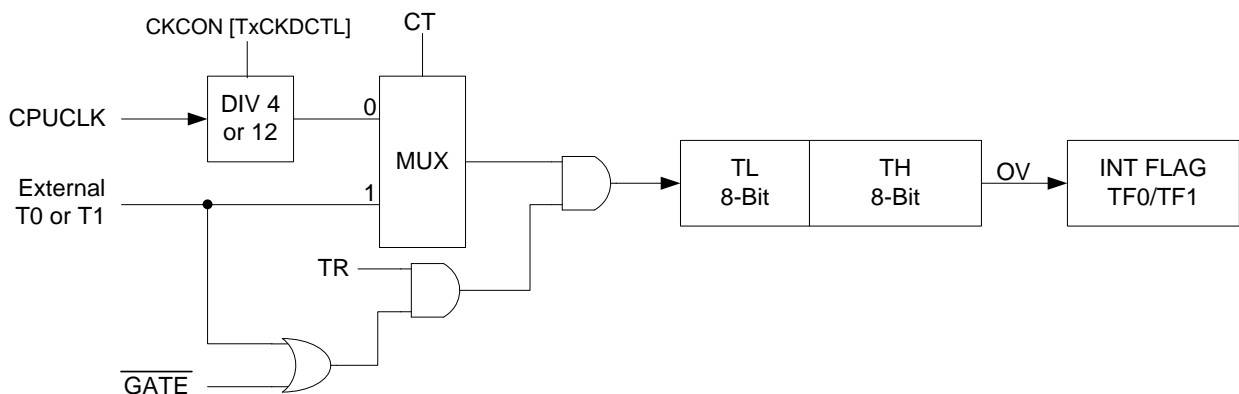 CKCON [TxCKDCTL]
CT
CPUCLK
DIV 4
or 12
0
MUX
External
T0 or T1
1
TL
8-Bit
TH
8-Bit
OV
INT FLAG
TF0/TF1
TR
GATE